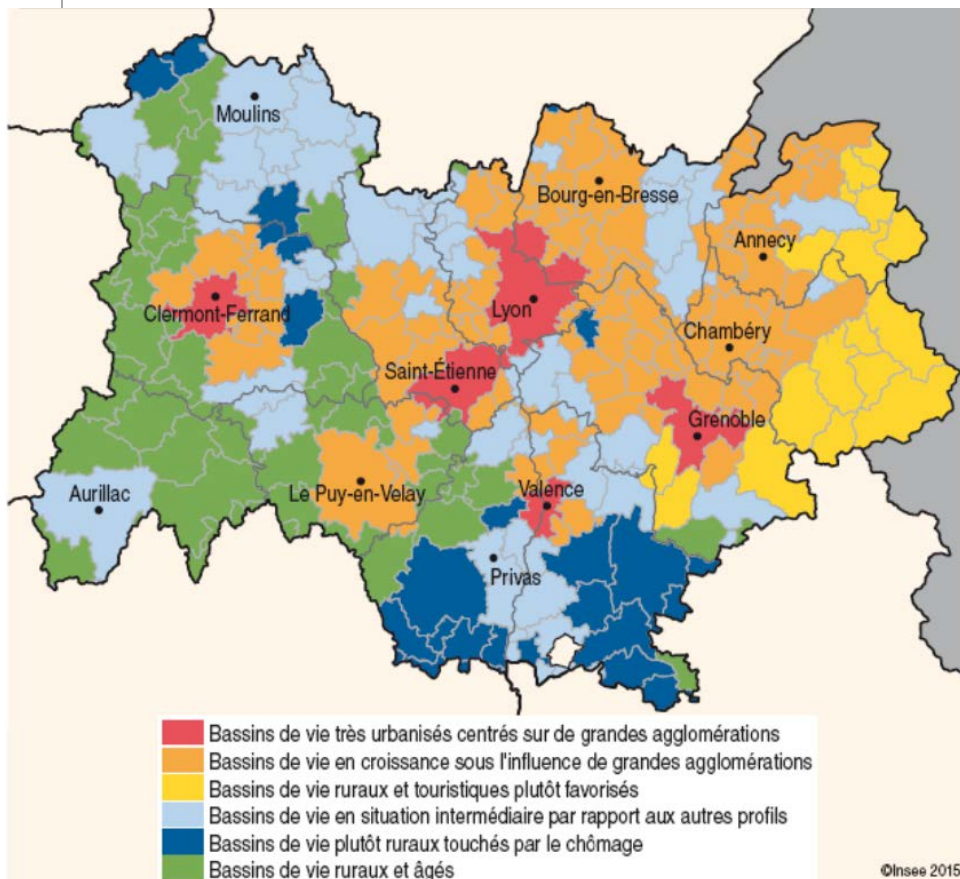 Moulins
Bourg-en-Bresse
Annecy
Clermont-Ferrand
Lyon
Chambéry
Saint-Étienne
Grenoble
Aurillac
Le Puy-en-Velay
Valence
Privas
Bassins de vie très urbanisés centrés sur de grandes agglomérations
Bassins de vie en croissance sous l'influence de grandes agglomérations
Bassins de vie ruraux et touristiques plutôt favorisés
Bassins de vie en situation intermédiaire par rapport aux autres profils
Bassins de vie plutôt ruraux touchés par le chômage
Bassins de vie ruraux et âgés
©Insee 2015